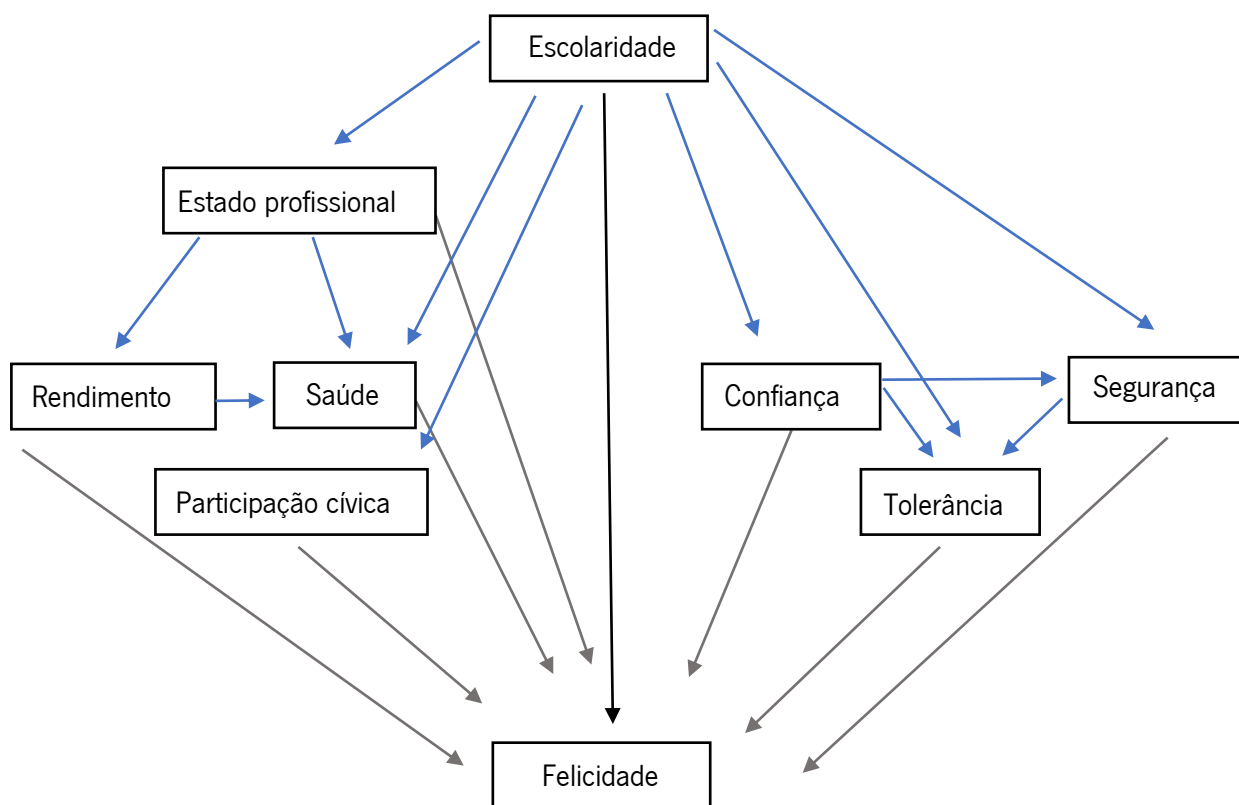 Escolaridade
Estado profissional
Rendimento
Saúde
Confiança
Segurança
Participação cívica
Tolerância
Felicidade